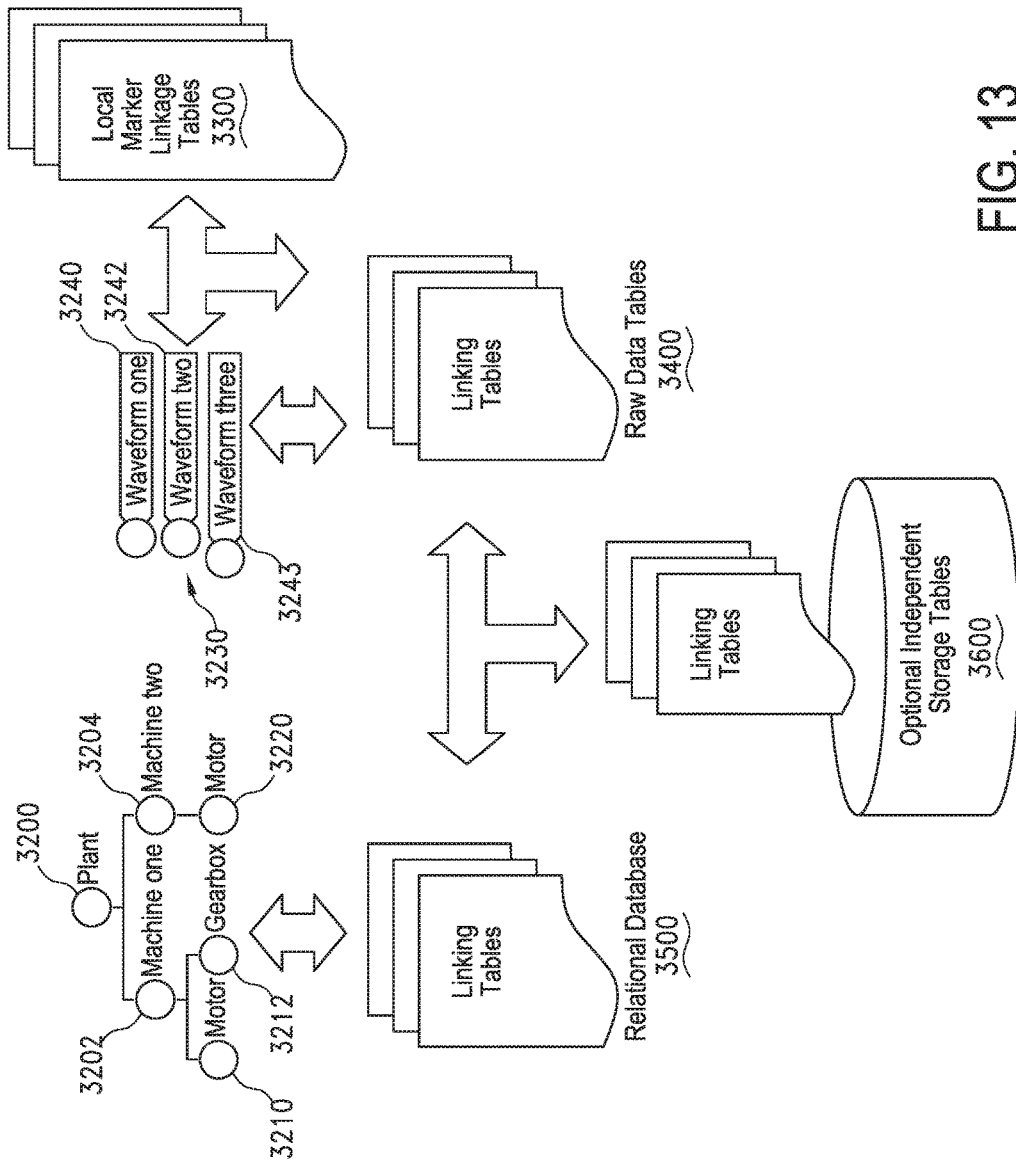 3200
Plant
3202
Machine one
3204
Machine two
3210
Motor
3212
Gearbox
3220
Motor
3230
3240
Waveform one
3242
Waveform two
3243
Waveform three
Local
Marker
Linkage
Tables
3300
Linking
Tables
Relational Database
3500
Linking
Tables
Optional Independent
Storage Tables
3600
Linking
Tables
Raw Data Tables
3400
FIG. 13